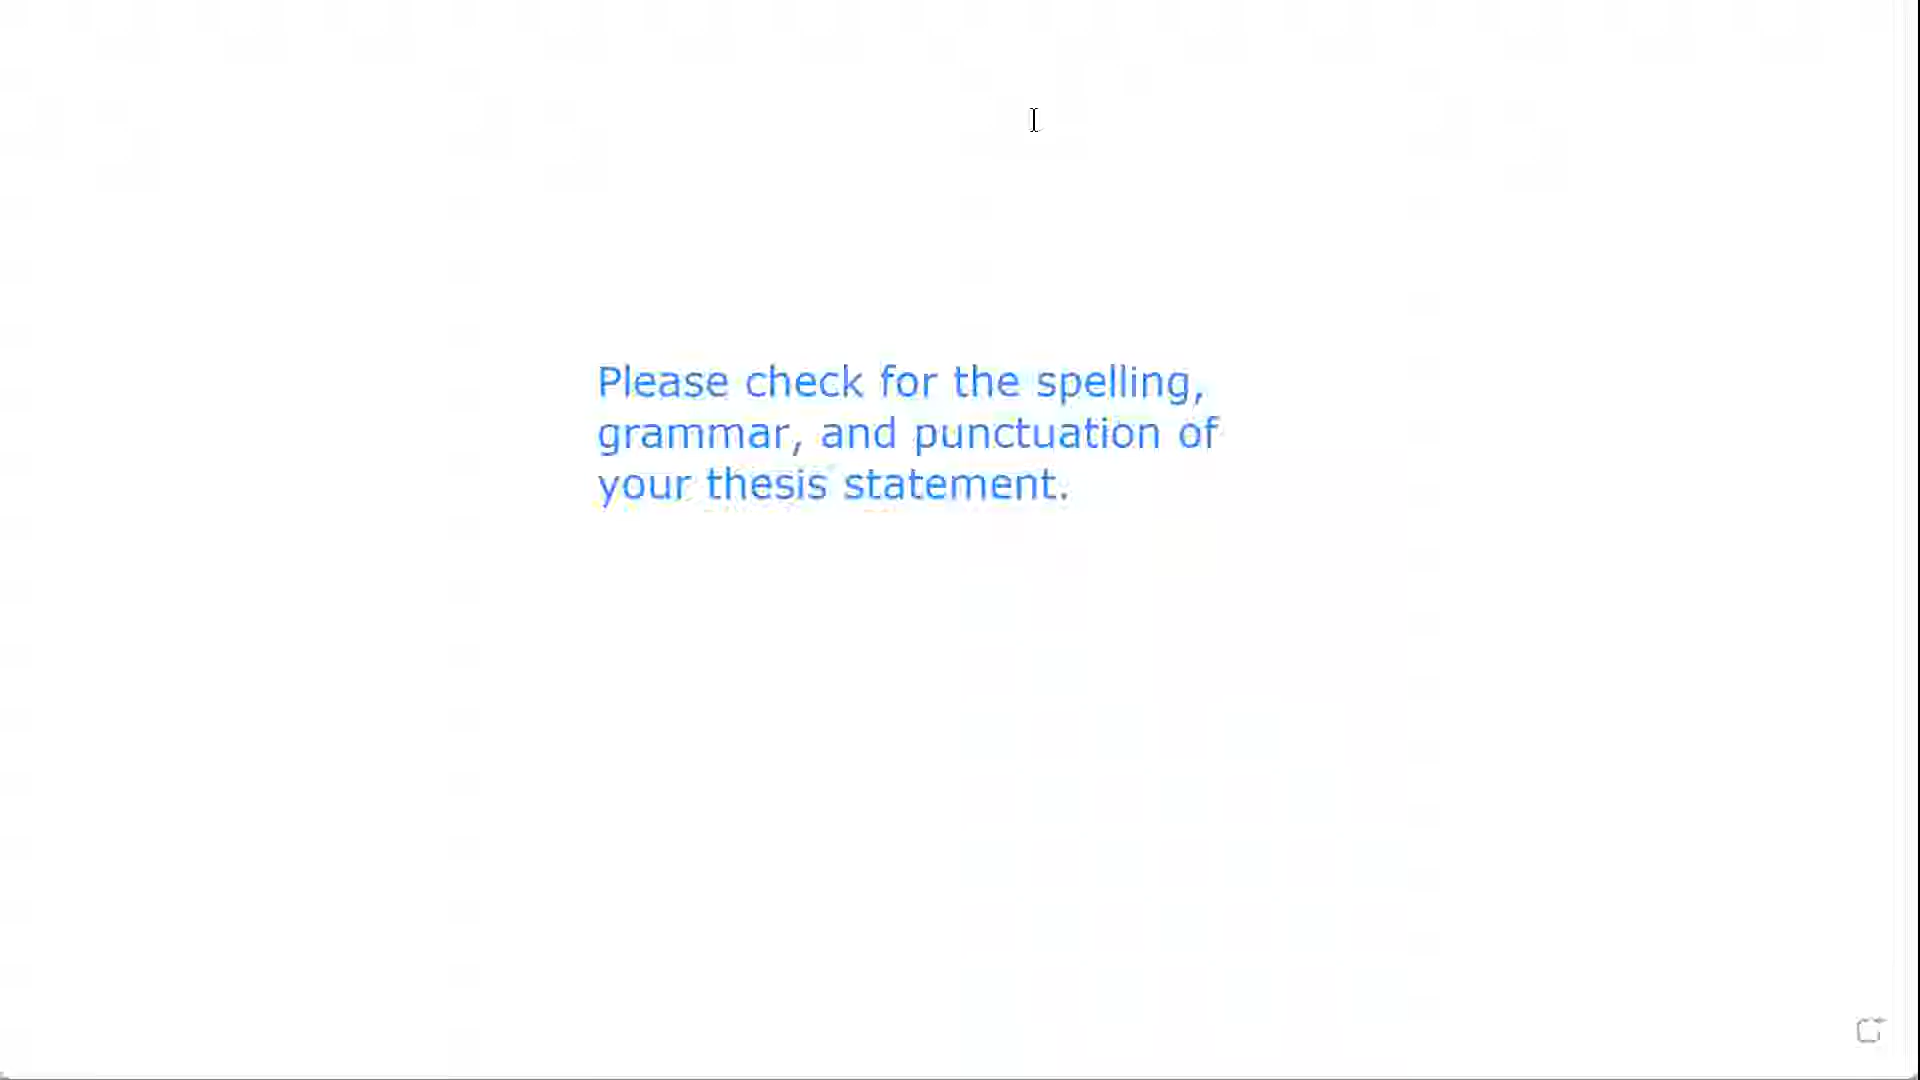 Please check for the spelling,
grammar, and punctuation of
your thesis statement.